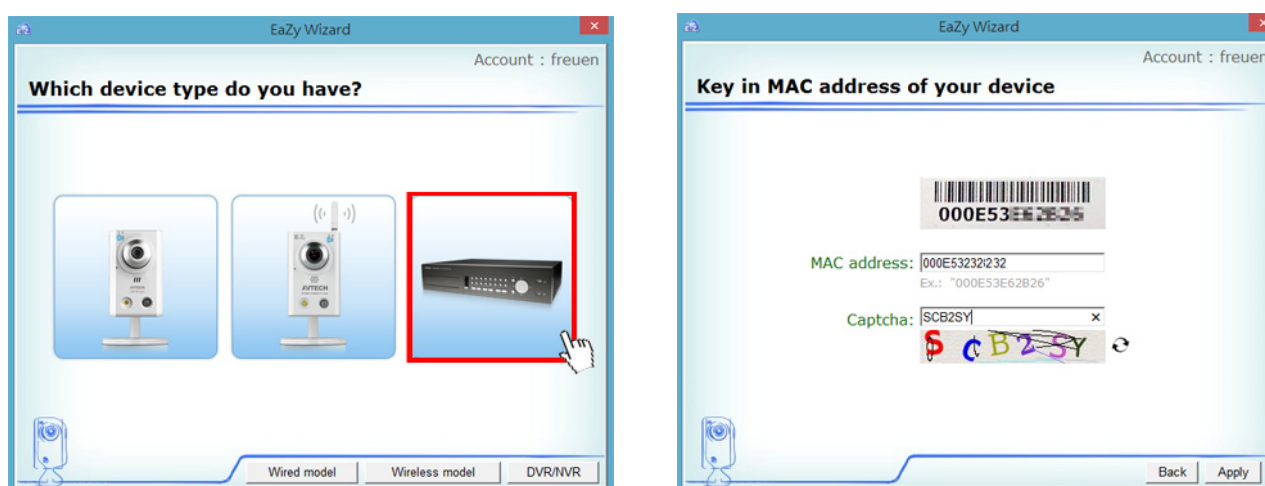 EaZy Wizard
Account : freuen
Which device type do you have?
AVTECH
AVTECH
Wired model
Wireless model
DVR/NVR
EaZy Wizard
Account : freuen
Key in MAC address of your device
000E53
MAC address: 000E53232232
Ex.: "000E53E62B26"
Captcha: SCB2SY
S C B 2 S Y
Back
Apply